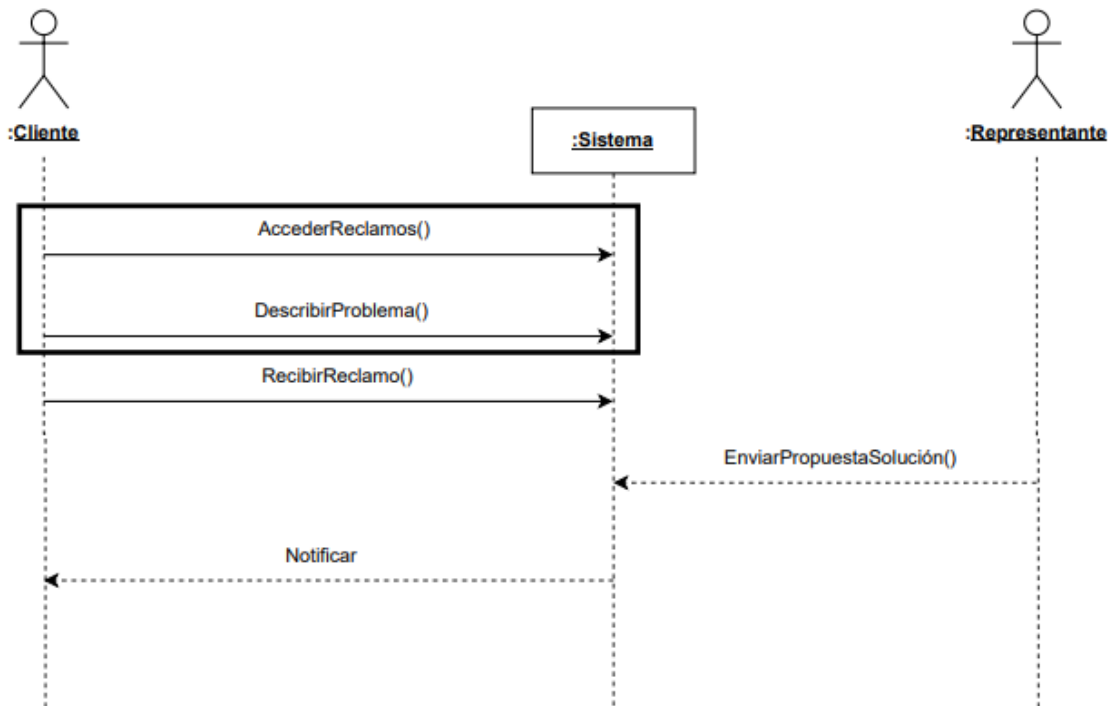 :Cliente
:Sistema
:Representante
AccederReclamos()
DescribirProblema()
RecibirReclamo()
EnviarPropuestaSolución()
Notificar